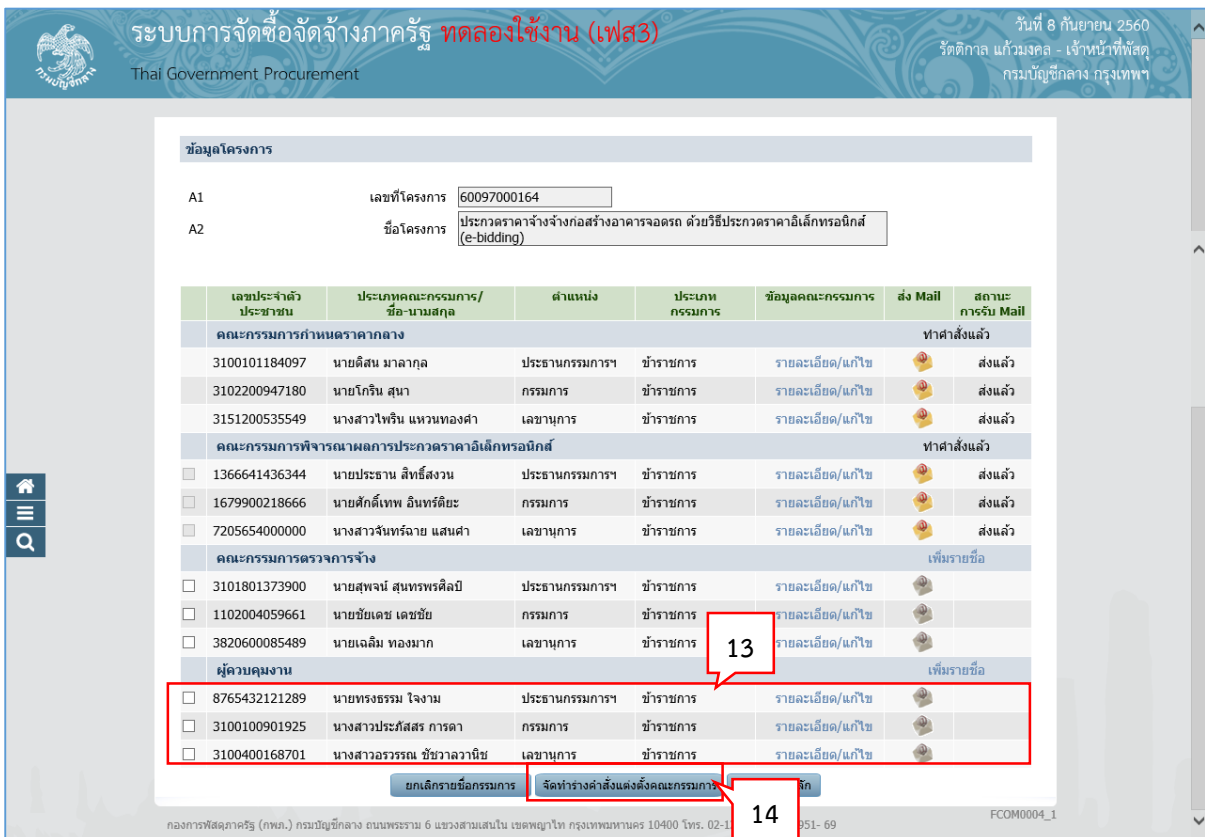 ระบบการจัดซื้อจัดจ้างภาครัฐ ทดลองใช้งาน (เฟส3)
Thai Government Procurement
วันที่ 8 กันยายน 2560
รัตติกาล แก้วมงคล - เจ้าหน้าที่พัสดุ
กรมบัญชีกลาง กรุงเทพฯ
ข้อมูลโครงการ
A1 เลขที่โครงการ 60097000164
A2 ชื่อโครงการ ประกวดราคาจ้างจ้างก่อสร้างอาคารจอดรถ ด้วยวิธีประกวดราคาอิเล็กทรอนิกส์
(e-bidding)
เลขประจำตัว ประเภทคณะกรรมการ/ ตำแหน่ง ประเภท ข้อมูลคณะกรรมการ ส่ง Mail สถานะ
ประชาชน ชื่อ-นามสกุล กรรมการ การรับ Mail
คณะกรรมการกำหนดราคากลาง ทำคำสั่งแล้ว
3100101184097 นายดิสน มาลากุล ประธานกรรมการฯ ข้าราชการ รายละเอียด/แก้ไข ส่งแล้ว
3102200947180 นายโกริน สุนา กรรมการ ข้าราชการ รายละเอียด/แก้ไข ส่งแล้ว
3151200535549 นางสาวไพริน แหวนทองคำ เลขานุการ ข้าราชการ รายละเอียด/แก้ไข ส่งแล้ว
คณะกรรมการพิจารณาผลการประกวดราคาอิเล็กทรอนิกส์ ทำคำสั่งแล้ว
1366641436344 นายประธาน สิทธิ์สงวน ประธานกรรมการฯ ข้าราชการ รายละเอียด/แก้ไข ส่งแล้ว
1679900218666 นายศักดิ์เทพ อินทร์ติยะ กรรมการ ข้าราชการ รายละเอียด/แก้ไข ส่งแล้ว
7205654000000 นางสาวจันทร์ฉาย แสนคำ เลขานุการ ข้าราชการ รายละเอียด/แก้ไข ส่งแล้ว
คณะกรรมการตรวจการจ้าง เพิ่มรายชื่อ
3101801373900 นายสุพจน์ สุนทรพรศิลป์ ประธานกรรมการฯ ข้าราชการ รายละเอียด/แก้ไข
1102004059661 นายชัยเดช เดชชัย กรรมการ ข้าราชการ รายละเอียด/แก้ไข
3820600085489 นายเฉลิม ทองมาก เลขานุการ ข้าราชการ รายละเอียด/แก้ไข
13
ผู้ควบคุมงาน เพิ่มรายชื่อ
8765432121289 นายทรงธรรม ใจงาม ประธานกรรมการฯ ข้าราชการ รายละเอียด/แก้ไข
3100100901925 นางสาวประภัสสร การดา กรรมการ ข้าราชการ รายละเอียด/แก้ไข
3100400168701 นางสาวอรวรรณ ชัชวาลวานิช เลขานุการ ข้าราชการ รายละเอียด/แก้ไข
ยกเลิกรายชื่อกรรมการ จัดทำร่างคำสั่งแต่งตั้งคณะกรรมการ
14
กองการพัสดุภาครัฐ (กพภ.) กรมบัญชีกลาง ถนนพระราม 6 แขวงสามเสนใน เขตพญาไท กรุงเทพมหานคร 10400 โทร. 02-1 951- 69
FCOM0004_1